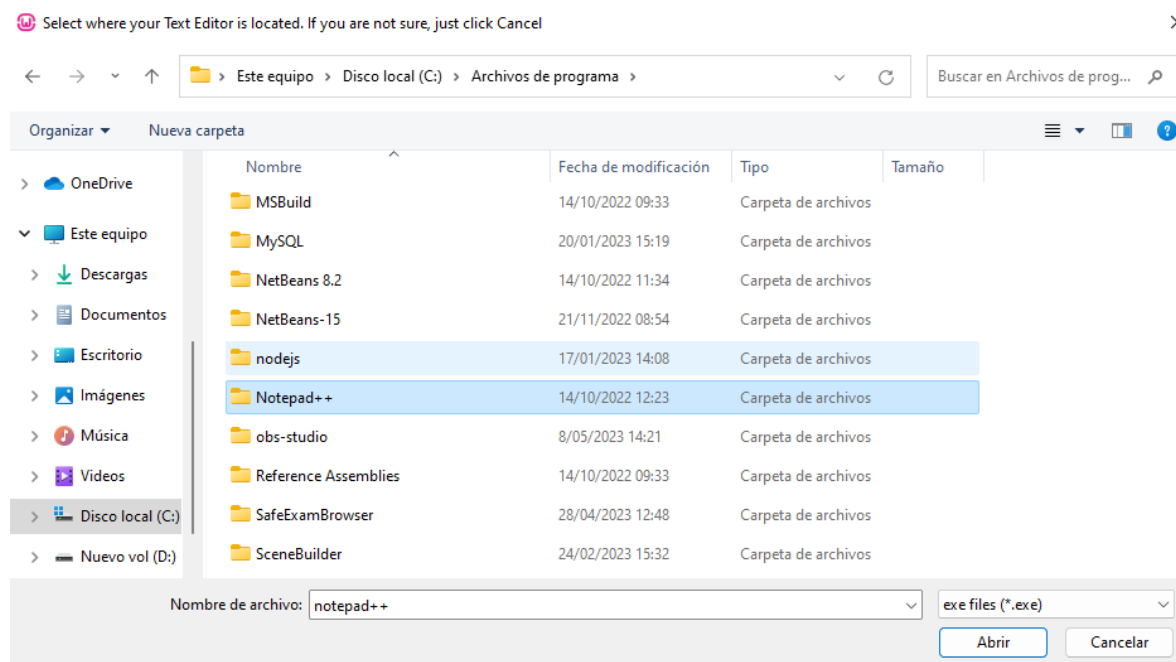 Select where your Text Editor is located. If you are not sure, just click Cancel
Este equipo > Disco local (C:) > Archivos de programa >
Buscar en Archivos de prog...
Organizar Nueva carpeta
Nombre Fecha de modificación Tipo Tamaño
OneDrive
Este equipo
Descargas
Documentos
Escritorio
Imágenes
Música
Videos
Disco local (C:)
Nuevo vol (D:)
MSBuild 14/10/2022 09:33 Carpeta de archivos
MySQL 20/01/2023 15:19 Carpeta de archivos
NetBeans 8.2 14/10/2022 11:34 Carpeta de archivos
NetBeans-15 21/11/2022 08:54 Carpeta de archivos
nodejs 17/01/2023 14:08 Carpeta de archivos
Notepad++ 14/10/2022 12:23 Carpeta de archivos
obs-studio 8/05/2023 14:21 Carpeta de archivos
Reference Assemblies 14/10/2022 09:33 Carpeta de archivos
SafeExamBrowser 28/04/2023 12:48 Carpeta de archivos
SceneBuilder 24/02/2023 15:32 Carpeta de archivos
Nombre de archivo: notepad++ exe files (*.exe)
Abrir Cancelar